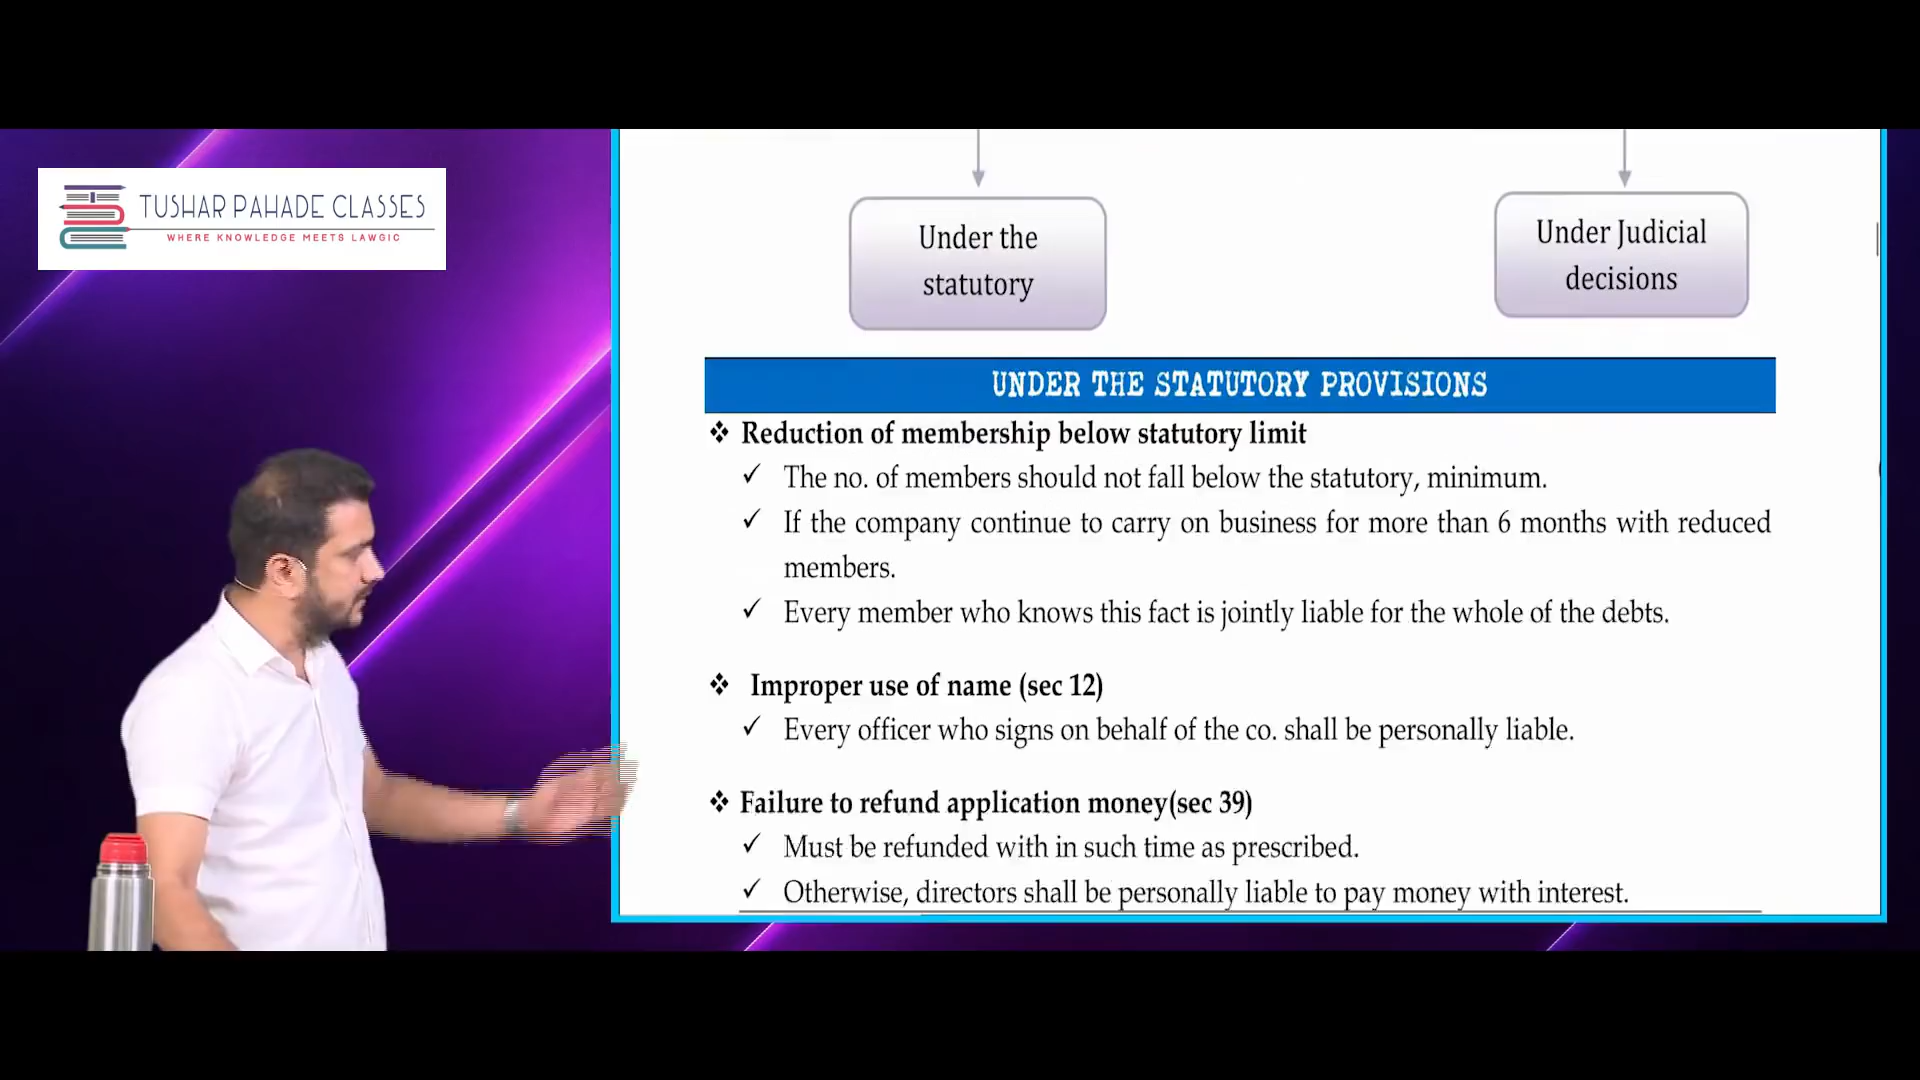 TUSHAR PAHADE CLASSES
WHERE KNOWLEDGE MEETS LAWGIC
Under the
statutory
Under Judicial
decisions
UNDER THE STATUTORY PROVISIONS
❖ Reduction of membership below statutory limit
✓ The no. of members should not fall below the statutory, minimum.
✓ If the company continue to carry on business for more than 6 months with reduced
members.
✓ Every member who knows this fact is jointly liable for the whole of the debts.
❖ Improper use of name (sec 12)
✓ Every officer who signs on behalf of the co. shall be personally liable.
❖ Failure to refund application money(sec 39)
✓ Must be refunded with in such time as prescribed.
✓ Otherwise, directors shall be personally liable to pay money with interest.